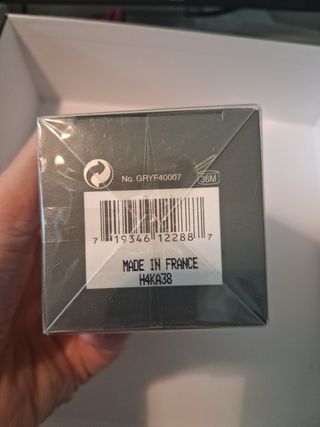 No. GRYF40007
36M
7 19346 12288 7
MADE IN FRANCE
H4KA38